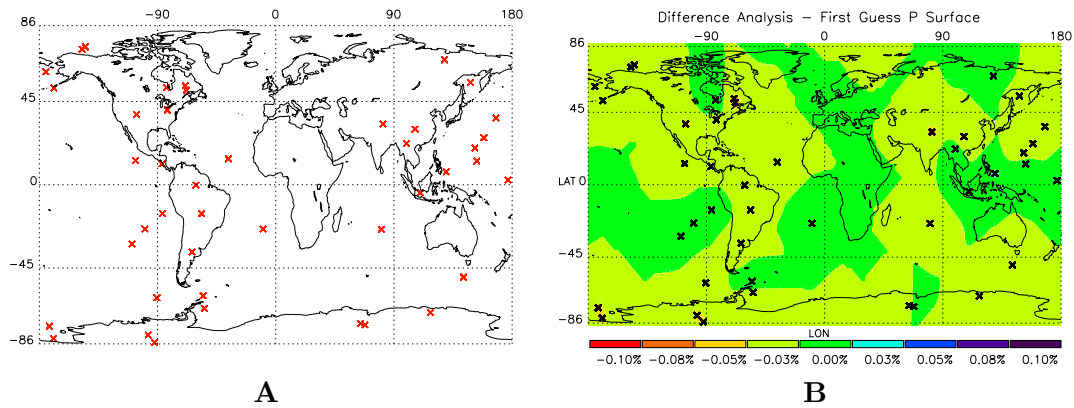 −90 0 90 180
86
45
0
−45
−86
A
Difference Analysis − First Guess P Surface
−90 0 90 180
86
45
LAT 0
−45
−86
LON
−0.10% −0.08% −0.05% −0.03% 0.00% 0.03% 0.05% 0.08% 0.10%
B